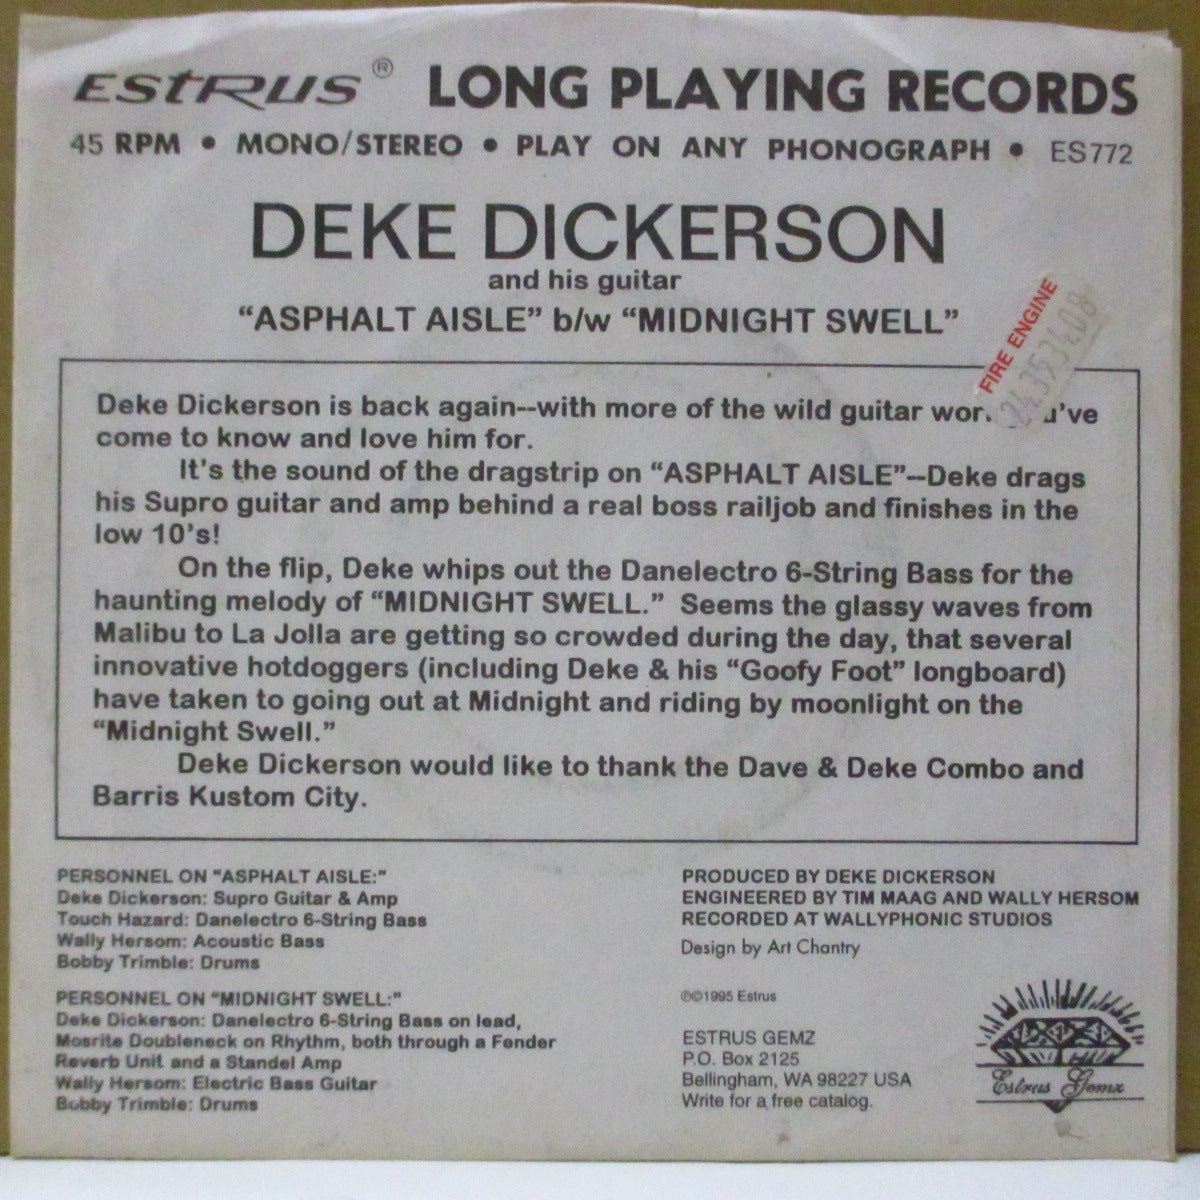 ESTRUS® LONG PLAYING RECORDS
45 RPM • MONO/STEREO • PLAY ON ANY PHONOGRAPH • ES772
DEKE DICKERSON
and his guitar
“ASPHALT AISLE” b/w “MIDNIGHT SWELL”
FIRE ENGINE
Deke Dickerson is back again--with more of the wild guitar
come to know and love him for.
It’s the sound of the dragstrip on “ASPHALT AISLE”--Deke drags
his Supro guitar and amp behind a real boss railjob and finishes in the
low 10’s!
On the flip, Deke whips out the Danelectro 6-String Bass for the
haunting melody of “MIDNIGHT SWELL.” Seems the glassy waves from
Malibu to La Jolla are getting so crowded during the day, that several
innovative hotdoggers (including Deke & his “Goofy Foot” longboard)
have taken to going out at Midnight and riding by moonlight on the
“Midnight Swell.”
Deke Dickerson would like to thank the Dave & Deke Combo and
Barris Kustom City.
PERSONNEL ON “ASPHALT AISLE:”
Deke Dickerson: Supro Guitar & Amp
Touch Hazard: Danelectro 6-String Bass
Wally Hersom: Acoustic Bass
Bobby Trimble: Drums
PERSONNEL ON “MIDNIGHT SWELL:”
Deke Dickerson: Danelectro 6-String Bass on lead,
Mosrite Doubleneck on Rhythm, both through a Fender
Reverb Unit and a Standel Amp
Wally Hersom: Electric Bass Guitar
Bobby Trimble: Drums
PRODUCED BY DEKE DICKERSON
ENGINEERED BY TIM MAAG AND WALLY HERSOM
RECORDED AT WALLYPHONIC STUDIOS
Design by Art Chantry
℗©1995 Estrus
ESTRUS GEMZ
P.O. Box 2125
Bellingham, WA 98227 USA
Write for a free catalog.
Estrus Gemz